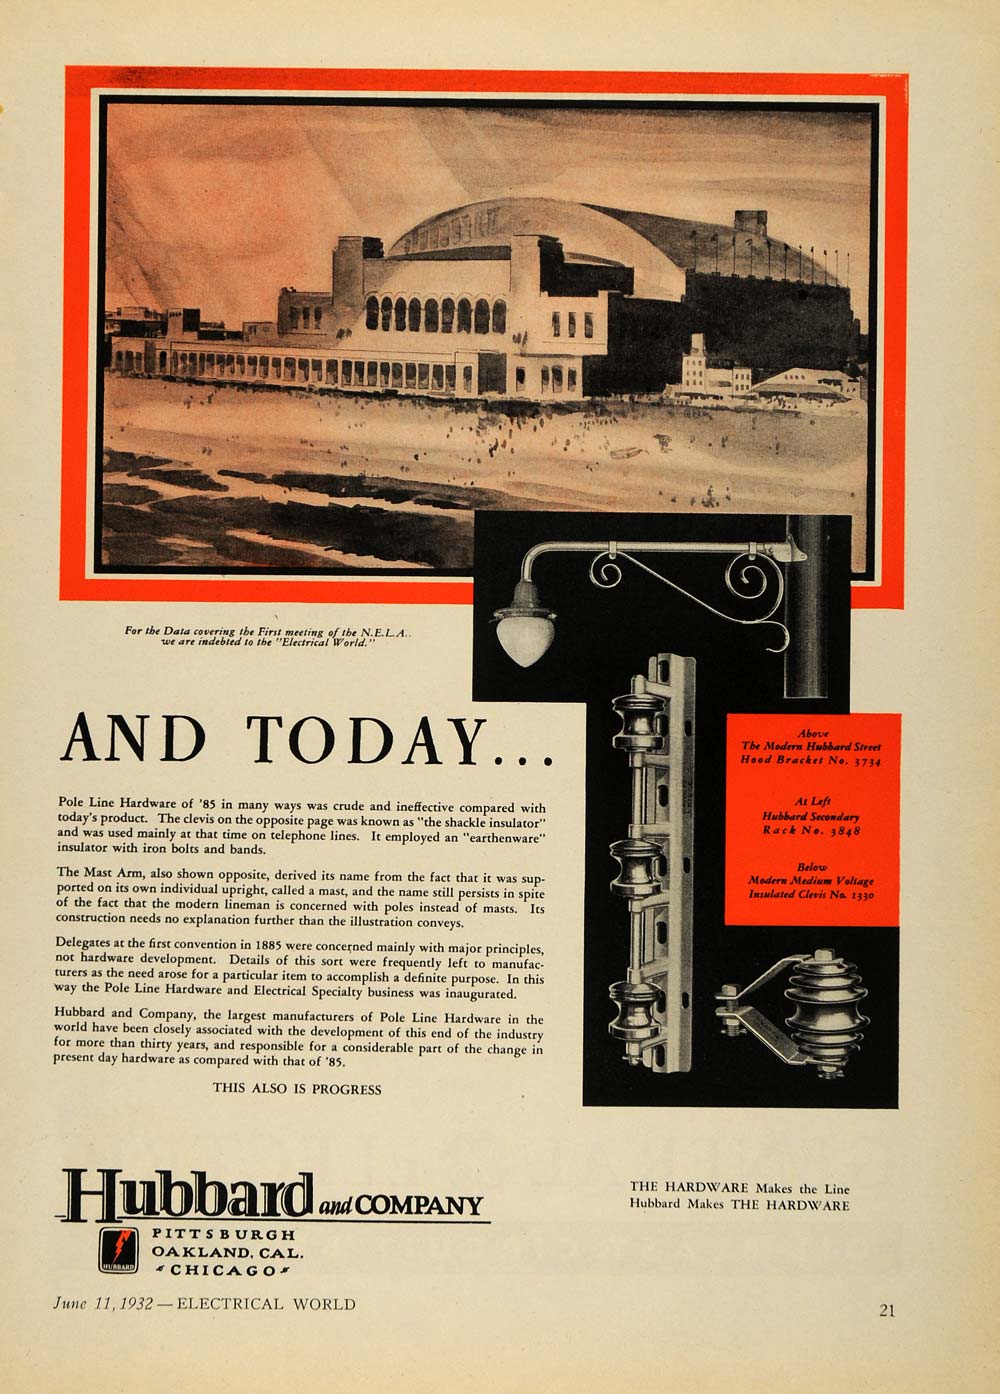 For the Data covering the First meeting of the N.E.L.A..
we are indebted to the "Electrical World."
AND TODAY...
Pole Line Hardware of '85 in many ways was crude and ineffective compared with
today's product. The clevis on the opposite page was known as "the shackle insulator"
and was used mainly at that time on telephone lines. It employed an "earthenware"
insulator with iron bolts and bands.
The Mast Arm, also shown opposite, derived its name from the fact that it was sup-
ported on its own individual upright, called a mast, and the name still persists in spite
of the fact that the modern lineman is concerned with poles instead of masts. Its
construction needs no explanation further than the illustration conveys.
Delegates at the first convention in 1885 were concerned mainly with major principles,
not hardware development. Details of this sort were frequently left to manufac-
turers as the need arose for a particular item to accomplish a definite purpose. In this
way the Pole Line Hardware and Electrical Specialty business was inaugurated.
Hubbard and Company, the largest manufacturers of Pole Line Hardware in the
world have been closely associated with the development of this end of the industry
for more than thirty years, and responsible for a considerable part of the change in
present day hardware as compared with that of '85.
THIS ALSO IS PROGRESS
Above
The Modern Hubbard Street
Hood Bracket No. 3734
At Left
Hubbard Secondary
Rack No. 3848
Below
Modern Medium Voltage
Insulated Clevis No. 1330
Hubbard and COMPANY
HUBBARD
PITTSBURGH
OAKLAND, CAL.
CHICAGO
THE HARDWARE Makes the Line
Hubbard Makes THE HARDWARE
June 11, 1932 — ELECTRICAL WORLD
21